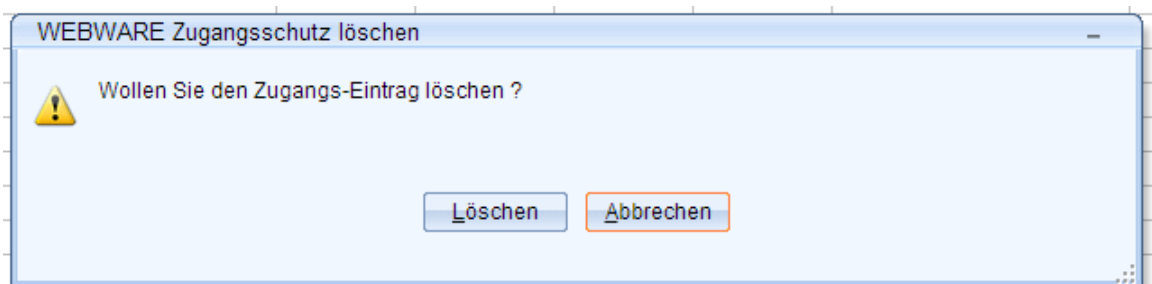 WEBWARE Zugangsschutz löschen
Wollen Sie den Zugangs-Eintrag löschen ?
Löschen Abbrechen